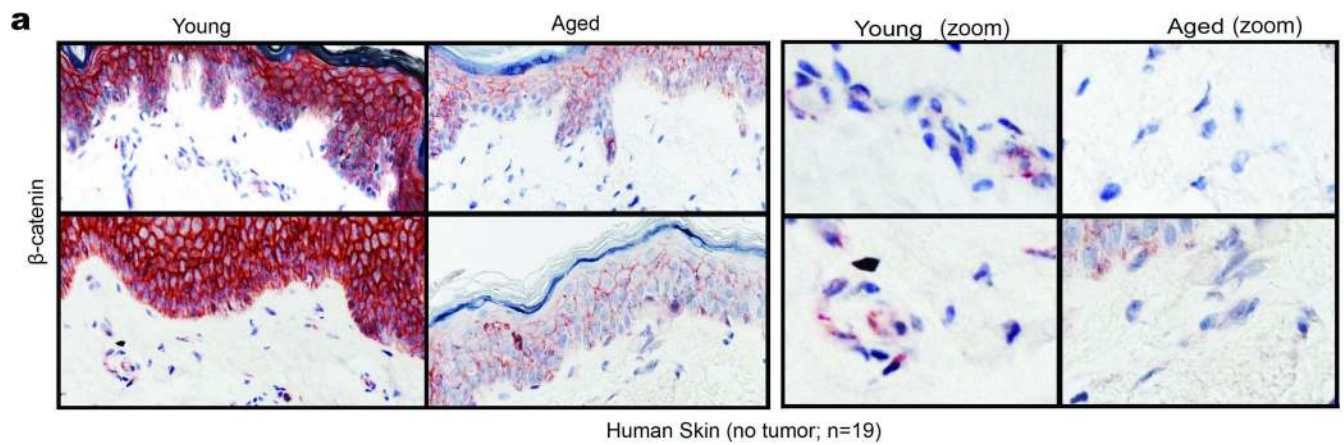 a
Young
Aged
Young (zoom)
Aged (zoom)
β-catenin
Human Skin (no tumor; n=19)